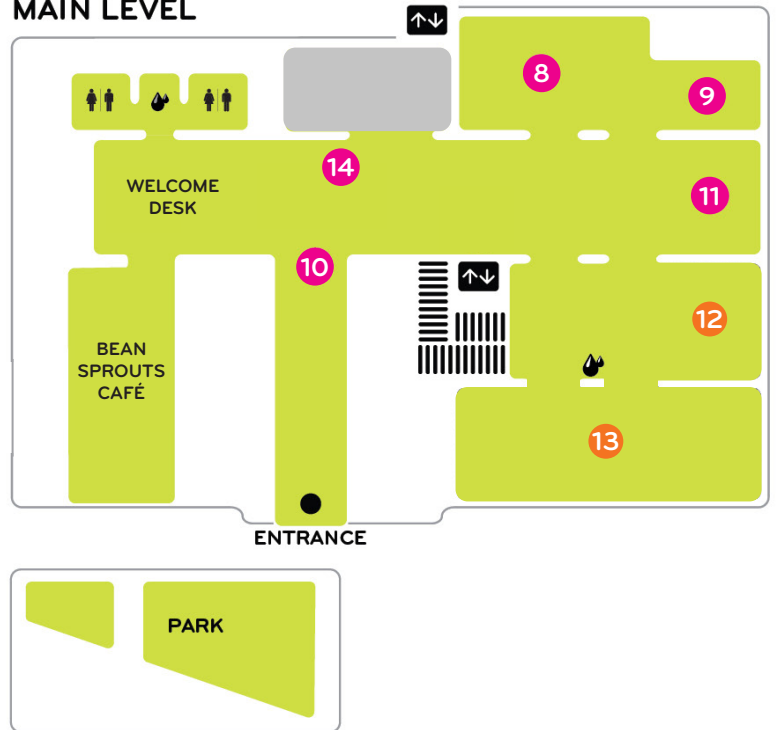 MAIN LEVEL
8
9
14
WELCOME
DESK
11
10
12
BEAN
SPROUTS
CAFÉ
13
ENTRANCE
PARK